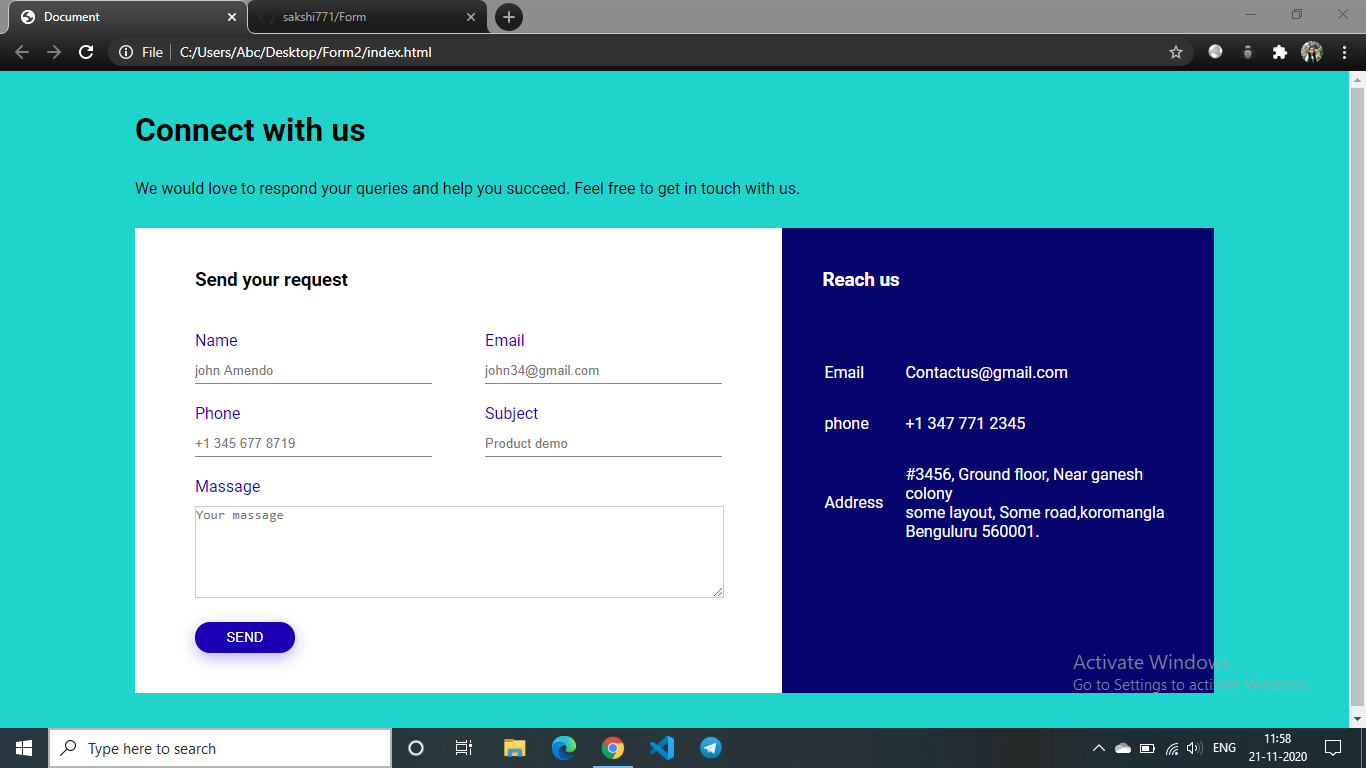 Document
sakshi771/Form
File
C:/Users/Abc/Desktop/Form2/index.html
Connect with us
We would love to respond your queries and help you succeed. Feel free to get in touch with us.
Send your request
Name
Email
john Amendo
john34@gmail.com
Phone
Subject
+1 345 677 8719
Product demo
Massage
Your massage
SEND
Reach us
Email
Contactus@gmail.com
phone
+1 347 771 2345
Address
#3456, Ground floor, Near ganesh
colony
some layout, Some road,koromangla
Benguluru 560001.
Activate Windows
Go to Settings to activate Windows.
Type here to search
ENG
11:58
21-11-2020